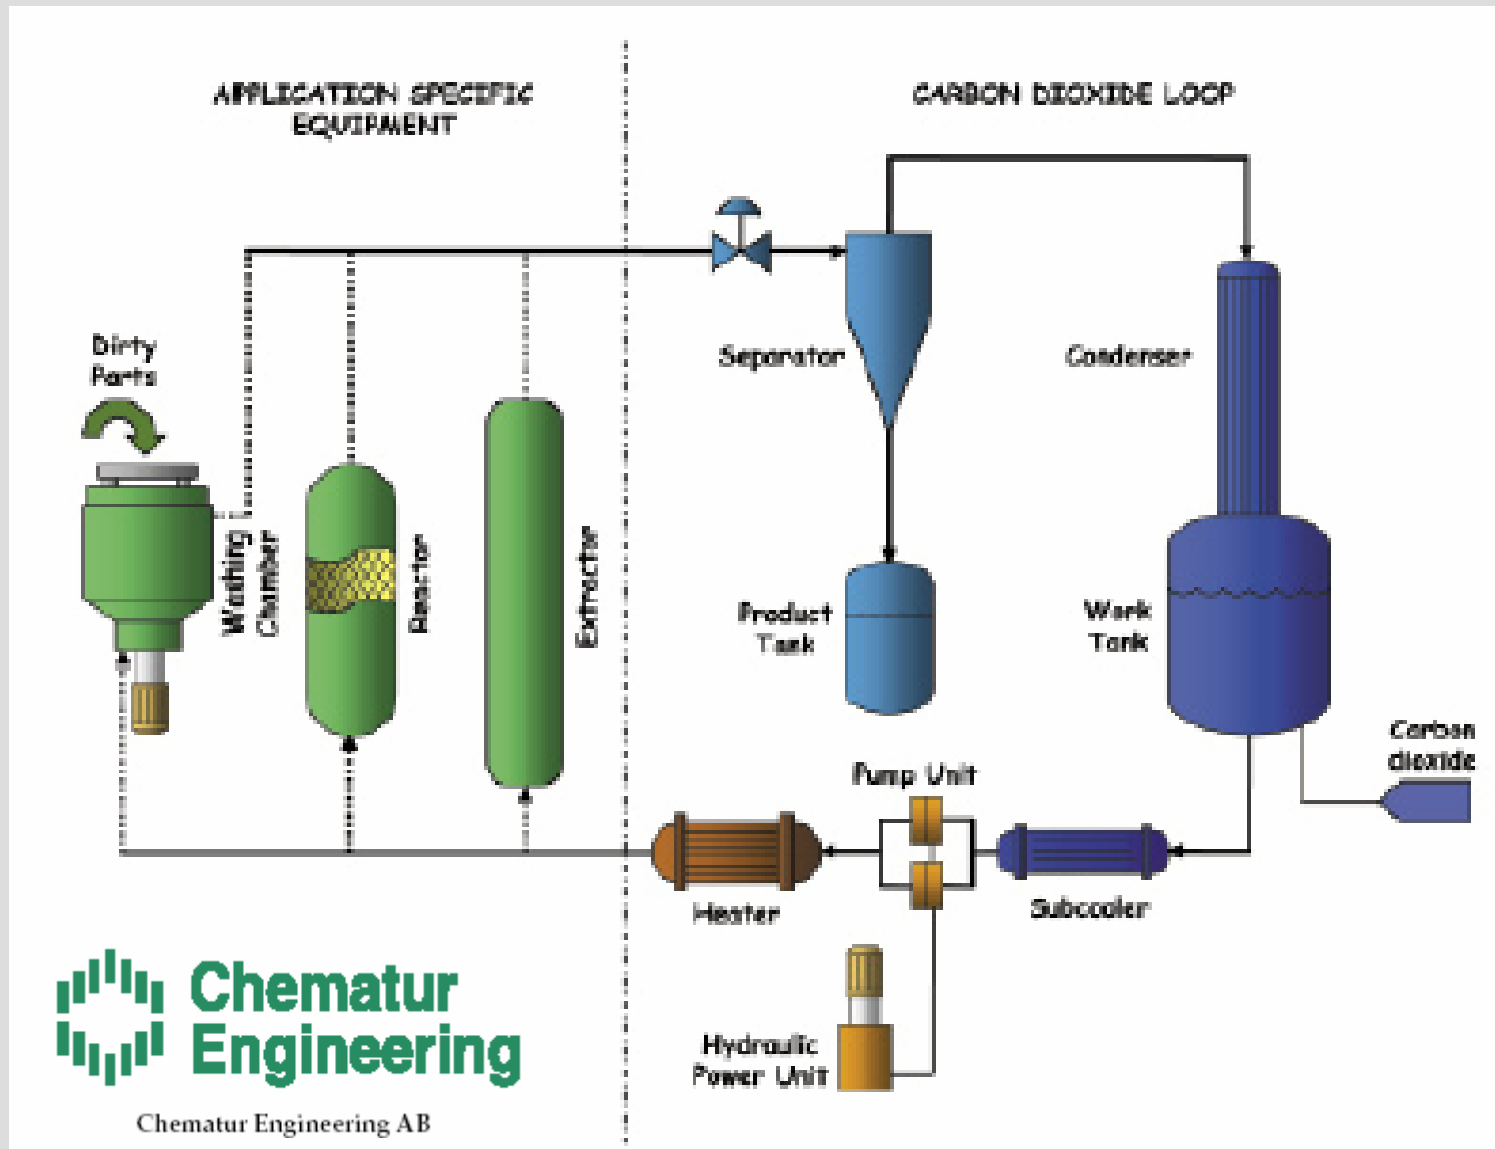 APPLICATION SPECIFIC
EQUIPMENT
CARBON DIOXIDE LOOP
Dirty
Parts
Separator
Condenser
Washing
Chamber
Reactor
Extractor
Product
Tank
Work
Tank
Carbon
dioxide
Pump Unit
Heater
Subcooler
Hydraulic
Power Unit
Chematur
Engineering
Chematur Engineering AB